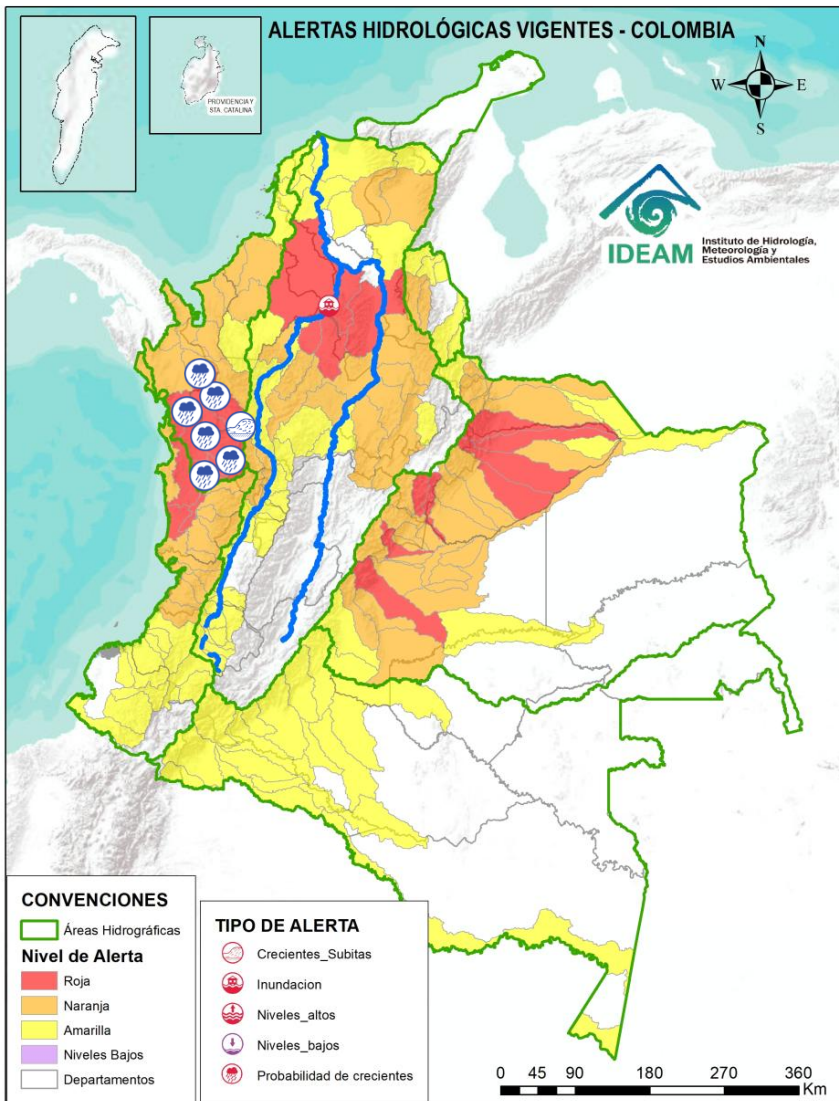 ALERTAS HIDROLÓGICAS VIGENTES - COLOMBIA
PROVIDENCIA Y
STA. CATALINA
N
W E
S
IDEAM
Instituto de Hidrología,
Meteorología y
Estudios Ambientales
CONVENCIONES
Áreas Hidrográficas
Nivel de Alerta
Roja
Naranja
Amarilla
Niveles Bajos
Departamentos
TIPO DE ALERTA
Crecientes_Subitas
Inundacion
Niveles_altos
Niveles_bajos
Probabilidad de crecientes
0 45 90 180 270 360
Km